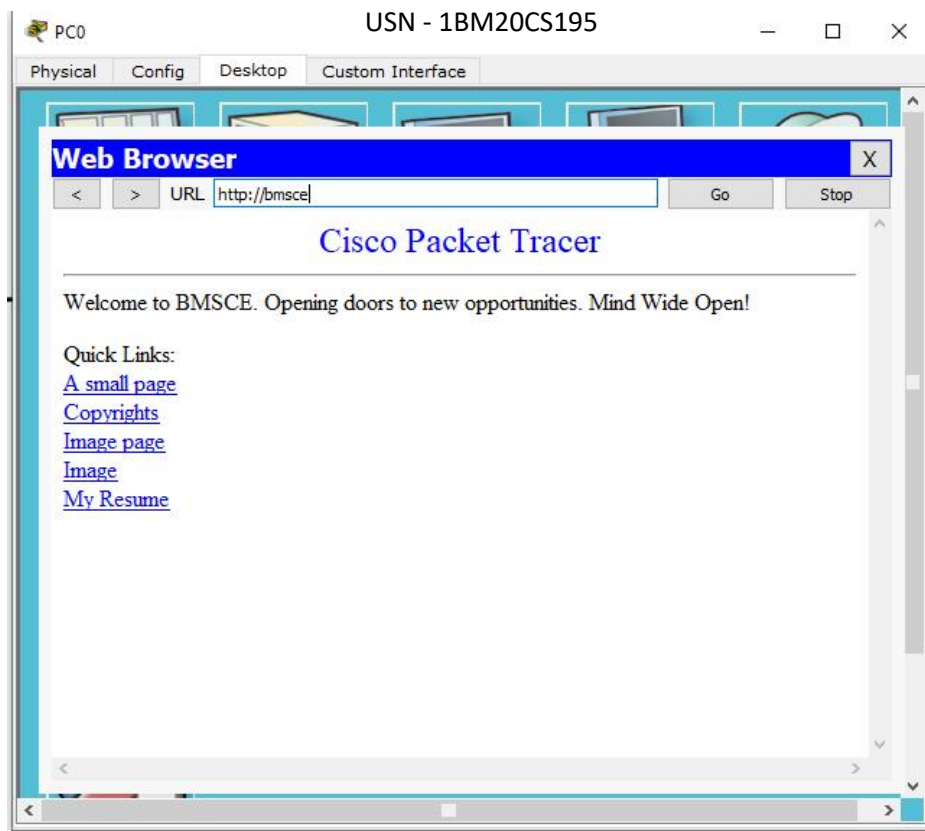 USN - 1BM20CS195
PC0
Physical Config Desktop Custom Interface
Web Browser X
< > URL http://bmsce Go Stop
Cisco Packet Tracer
Welcome to BMSCE. Opening doors to new opportunities. Mind Wide Open!
Quick Links:
A small page
Copyrights
Image page
Image
My Resume